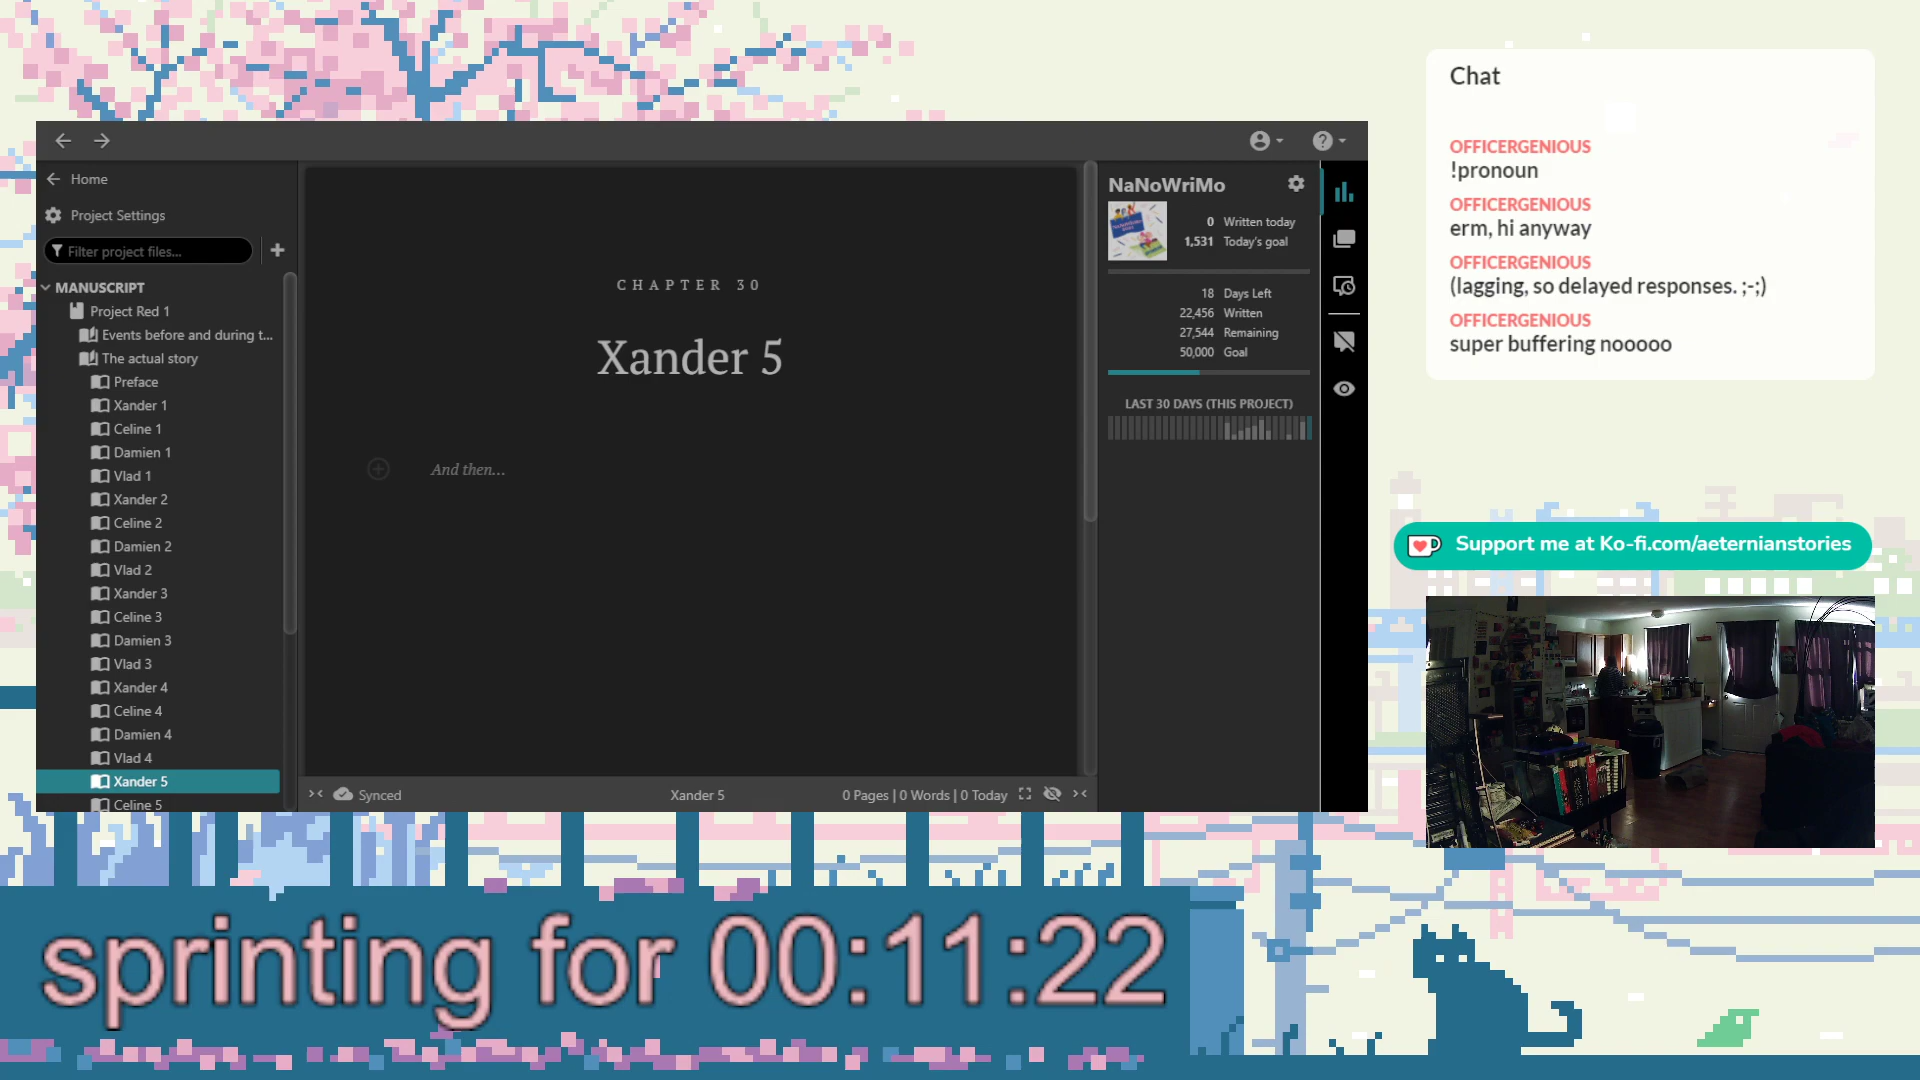 Home
Project Settings
Filter project files...
MANUSCRIPT
Project Red 1
Events before and during t...
The actual story
Preface
Xander 1
Celine 1
Damien 1
Vlad 1
Xander 2
Celine 2
Damien 2
Vlad 2
Xander 3
Celine 3
Damien 3
Vlad 3
Xander 4
Celine 4
Damien 4
Vlad 4
Xander 5
Celine 5
CHAPTER 30
Xander 5
And then...
Synced
Xander 5
0 Pages | 0 Words | 0 Today
NaNoWriMo
0 Written today
1,531 Today's goal
18 Days Left
22,456 Written
27,544 Remaining
50,000 Goal
LAST 30 DAYS (THIS PROJECT)
Chat
OFFICERGENIOUS
!pronoun
OFFICERGENIOUS
erm, hi anyway
OFFICERGENIOUS
(lagging, so delayed responses. ;-;)
OFFICERGENIOUS
super buffering nooooo
Support me at Ko-fi.com/aeternianstories
sprinting for 00:11:22